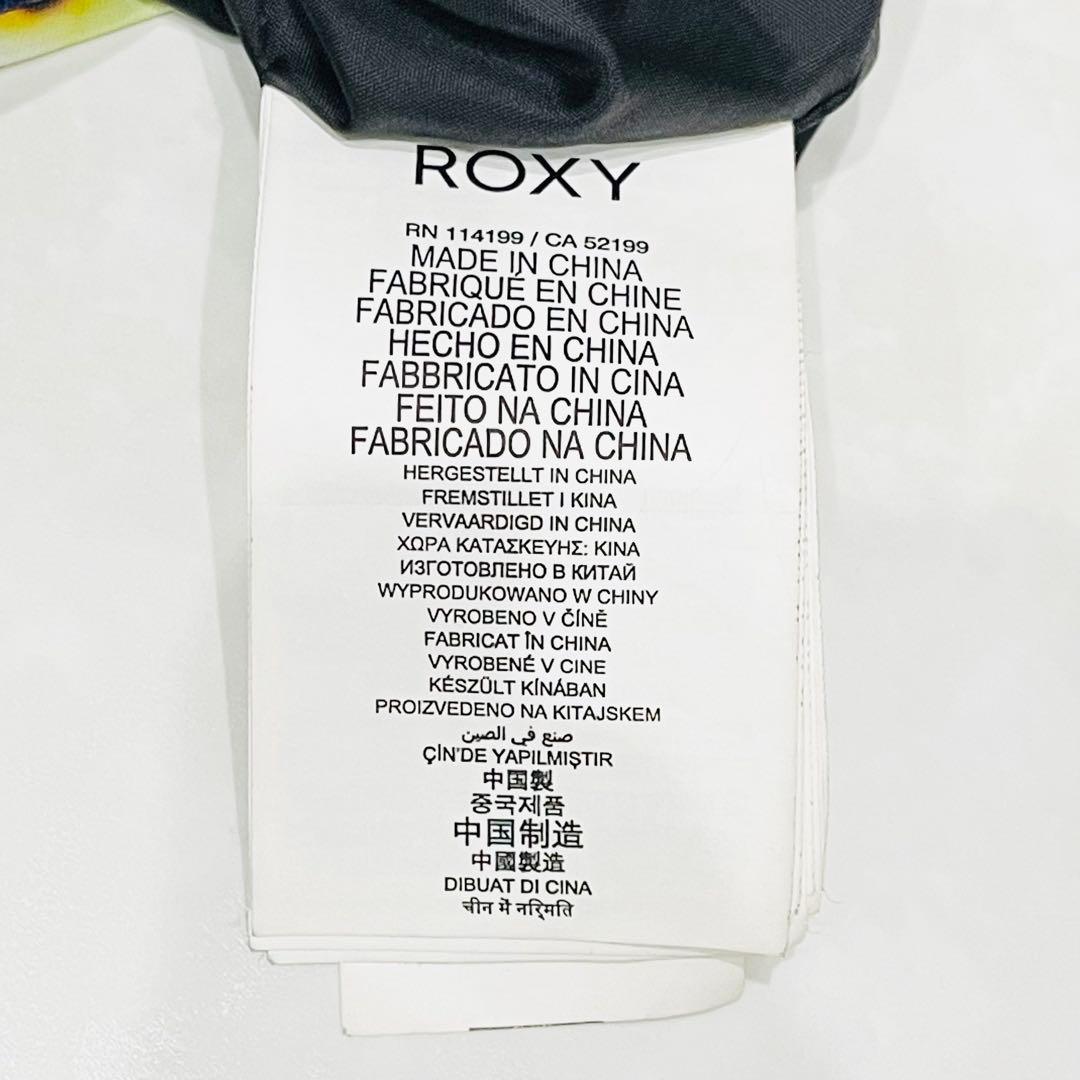 ROXY
RN 114199 / CA 52199
MADE IN CHINA
FABRIQUÉ EN CHINE
FABRICADO EN CHINA
HECHO EN CHINA
FABBRICATO IN CINA
FEITO NA CHINA
FABRICADO NA CHINA
HERGESTELLT IN CHINA
FREMSTILLET I KINA
VERVAARDIGD IN CHINA
ΧΩΡΑ ΚΑΤΑΣΚΕΥΗΣ: KINA
ИЗГОТОВЛЕНО В КИТАЙ
WYPRODUKOWANO W CHINY
VYROBENO V ČÍNĚ
FABRICAT ÎN CHINA
VYROBENÉ V CINE
KÉSZÜLT KÍNÁBAN
PROIZVEDENO NA KITAJSKEM
صنع في الصين
ÇİN'DE YAPILMIŞTIR
中国製
중국제품
中国制造
中國製造
DIBUAT DI CINA
चीन में नर्िमति